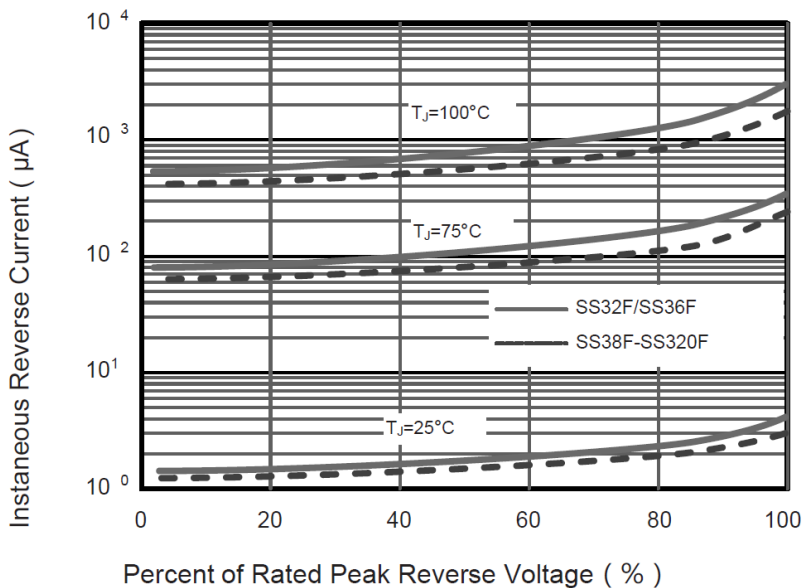 Instaneous Reverse Current ( μA)
10 4
10 3
10 2
10 1
10 0
TJ=100°C
TJ=75°C
SS32F/SS36F
SS38F-SS320F
TJ=25°C
0 20 40 60 80 100
Percent of Rated Peak Reverse Voltage ( % )